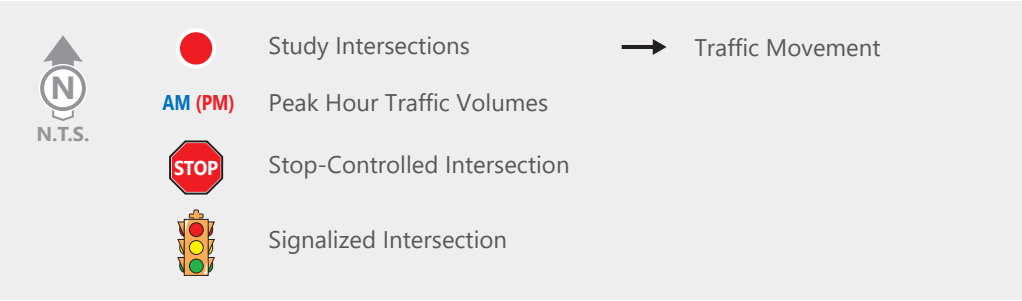 N
N.T.S.
Study Intersections
Traffic Movement
AM (PM) Peak Hour Traffic Volumes
STOP Stop-Controlled Intersection
Signalized Intersection